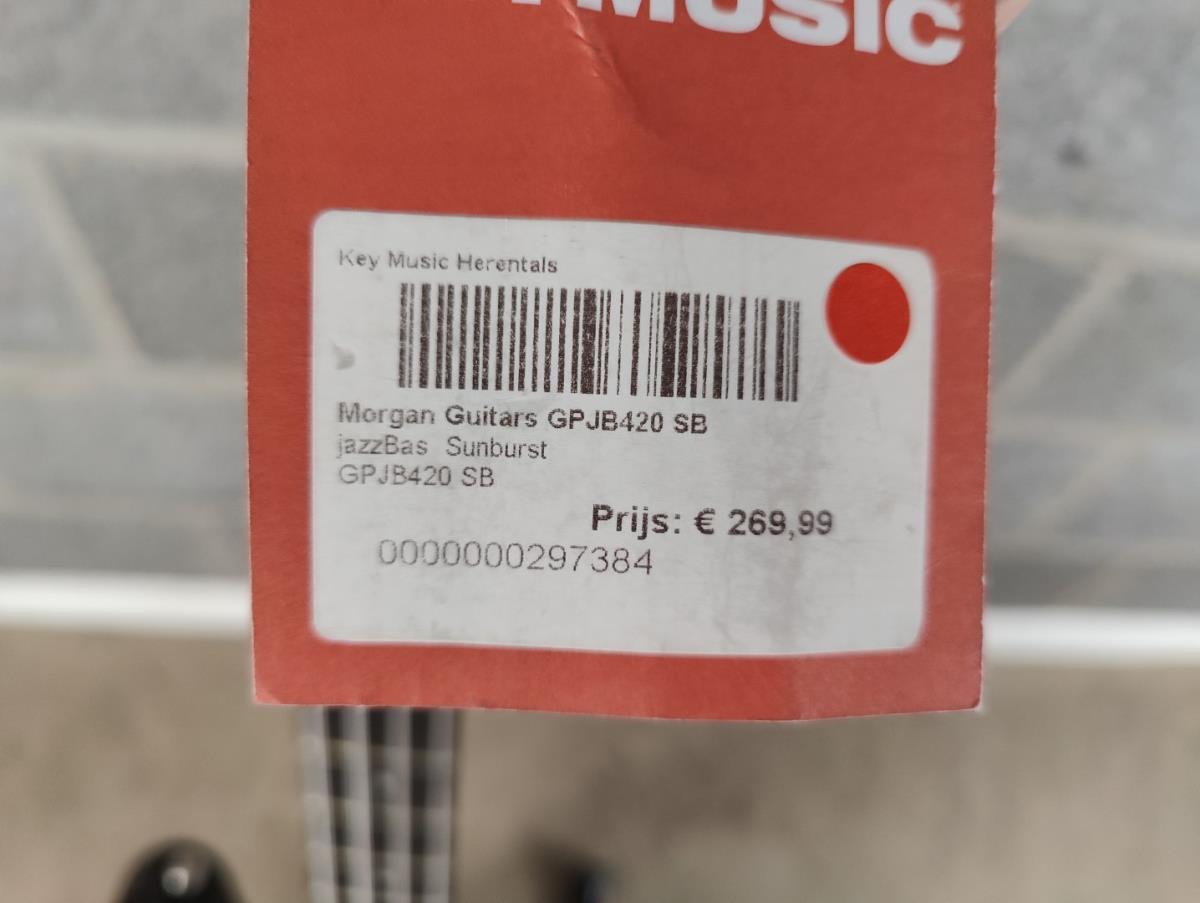 MUSIC
Key Music Herentals
Morgan Guitars GPJB420 SB
jazzBas Sunburst
GPJB420 SB
Prijs: € 269,99
0000000297384